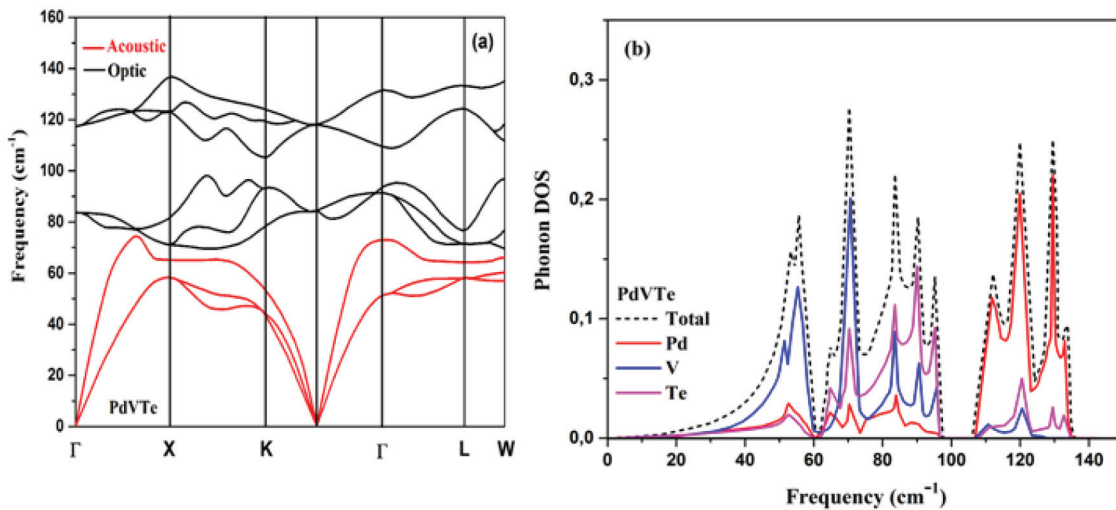 160
140
120
100
80
60
40
20
0
Frequency (cm⁻¹)
Acoustic
Optic
(a)
PdVTe
Γ X K Γ L W
(b)
0,3
0,2
0,1
0,0
Phonon DOS
PdVTe
Total
Pd
V
Te
0 20 40 60 80 100 120 140
Frequency (cm⁻¹)